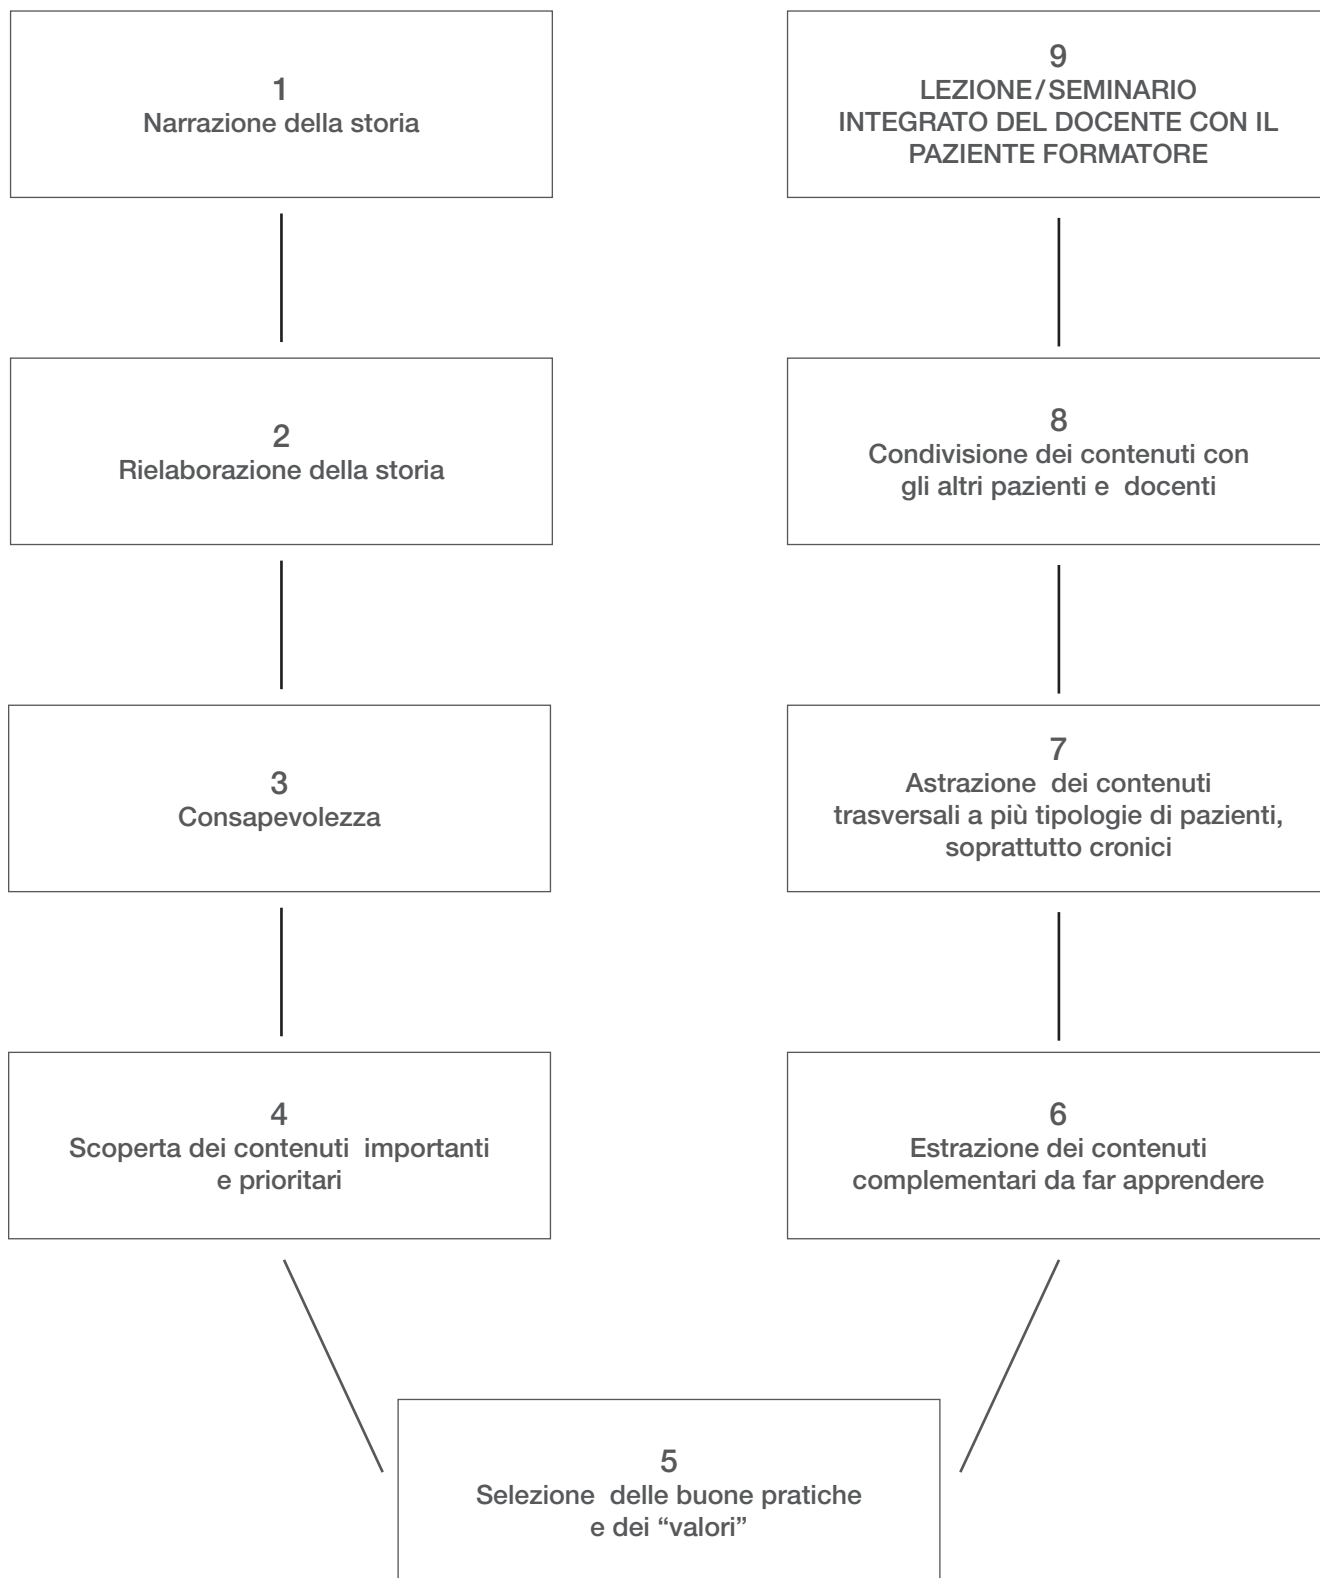 1
Narrazione della storia
2
Rielaborazione della storia
3
Consapevolezza
4
Scoperta dei contenuti importanti
e prioritari
5
Selezione delle buone pratiche
e dei “valori”
6
Estrazione dei contenuti
complementari da far apprendere
7
Astrazione dei contenuti
trasversali a più tipologie di pazienti,
soprattutto cronici
8
Condivisione dei contenuti con
gli altri pazienti e docenti
9
LEZIONE/SEMINARIO
INTEGRATO DEL DOCENTE CON IL
PAZIENTE FORMATORE